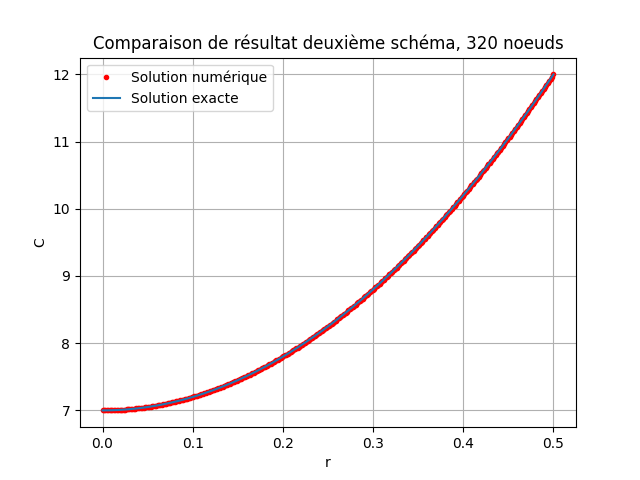 Comparaison de résultat deuxième schéma, 320 noeuds
Solution numérique
Solution exacte
12
11
10
9
8
7
C
0.0 0.1 0.2 0.3 0.4 0.5
r